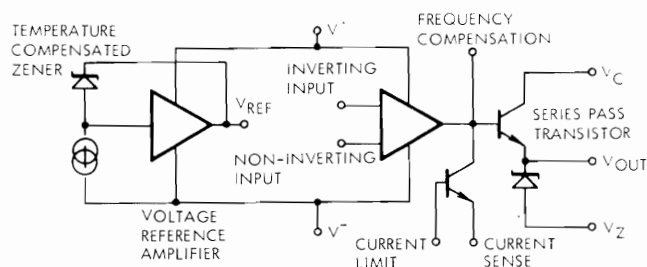 TEMPERATURE
COMPENSATED
ZENER
V+
FREQUENCY
COMPENSATION
INVERTING
INPUT
VREF
NON-INVERTING
INPUT
VC
SERIES PASS
TRANSISTOR
VOUT
VOLTAGE
REFERENCE
AMPLIFIER
V-
CURRENT
LIMIT
CURRENT
SENSE
VZ